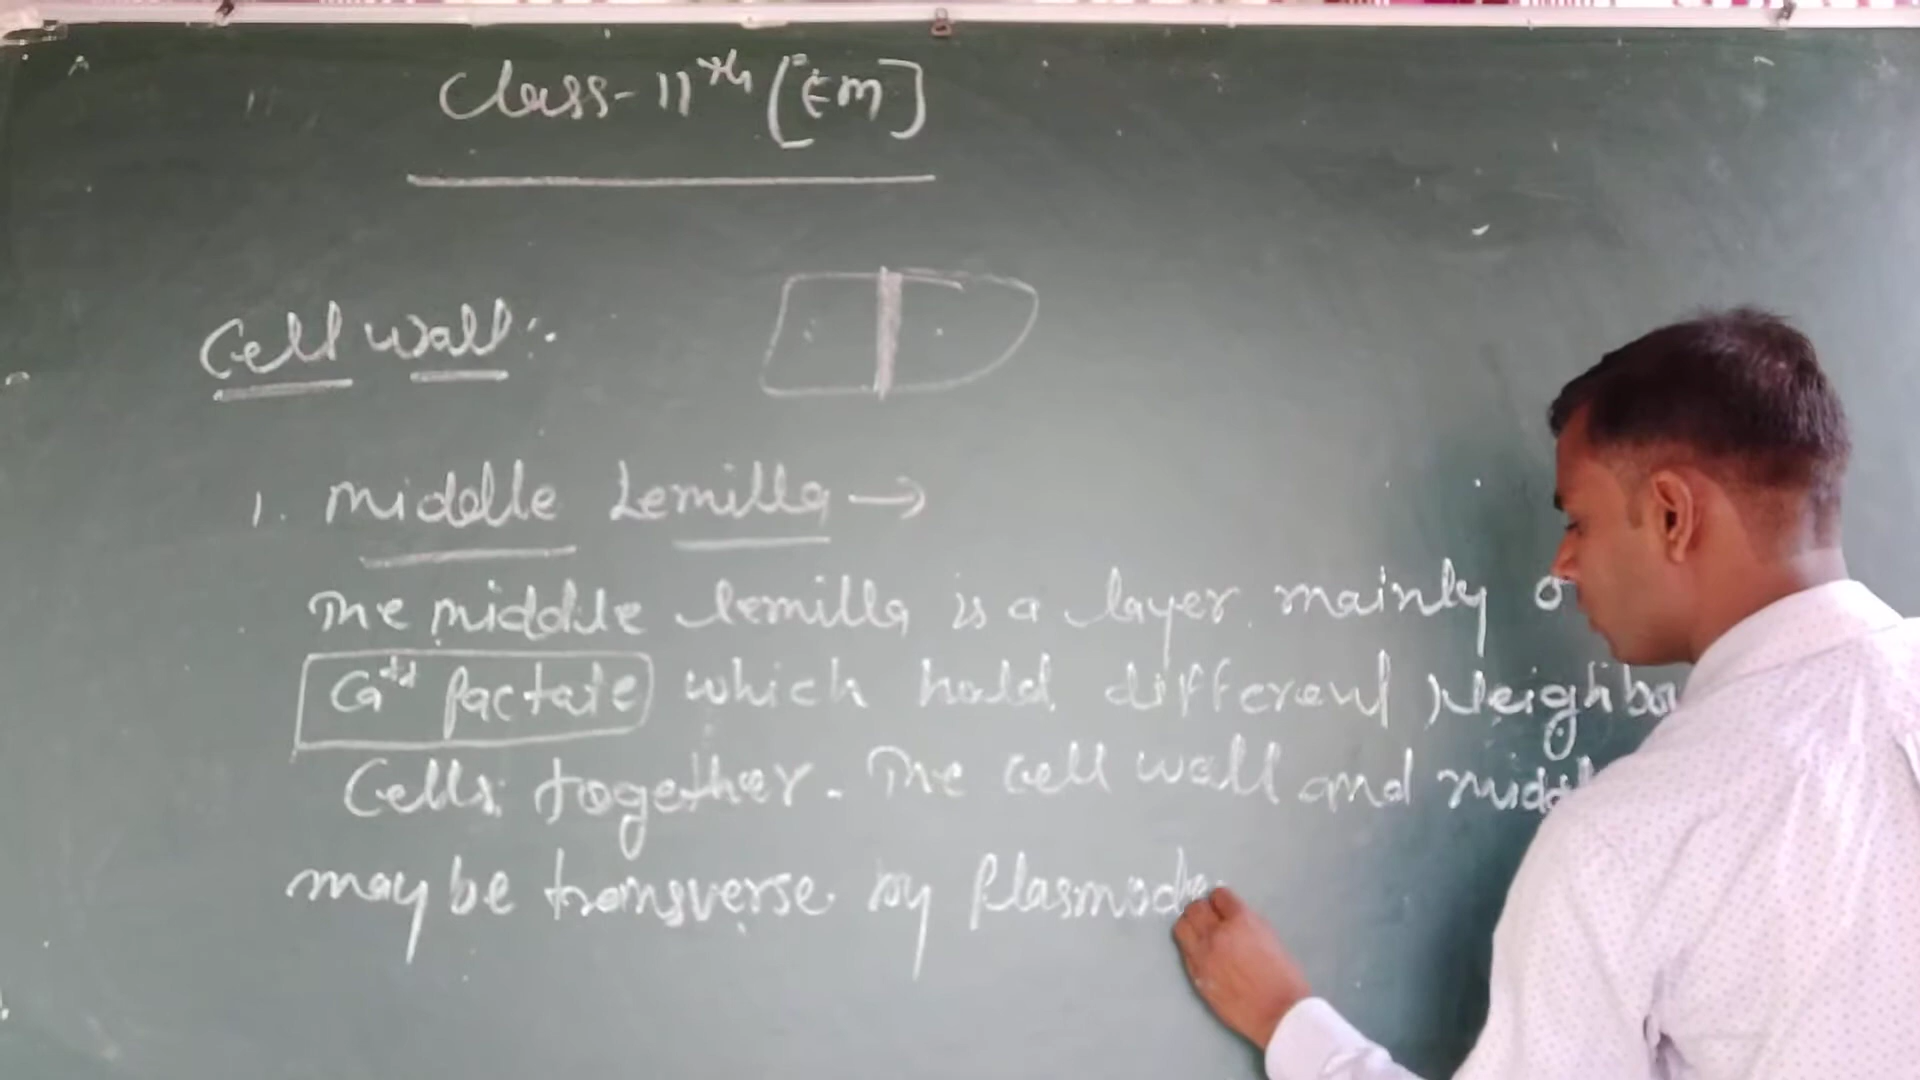 Class-11th [EM]
Cell wall:-
1. Middle Lemilla →
The middle lemilla is a layer mainly
Ca++ Pactate which hold different Neighbo
Cells together. The cell wall and midd
may be transverse by Plasmode